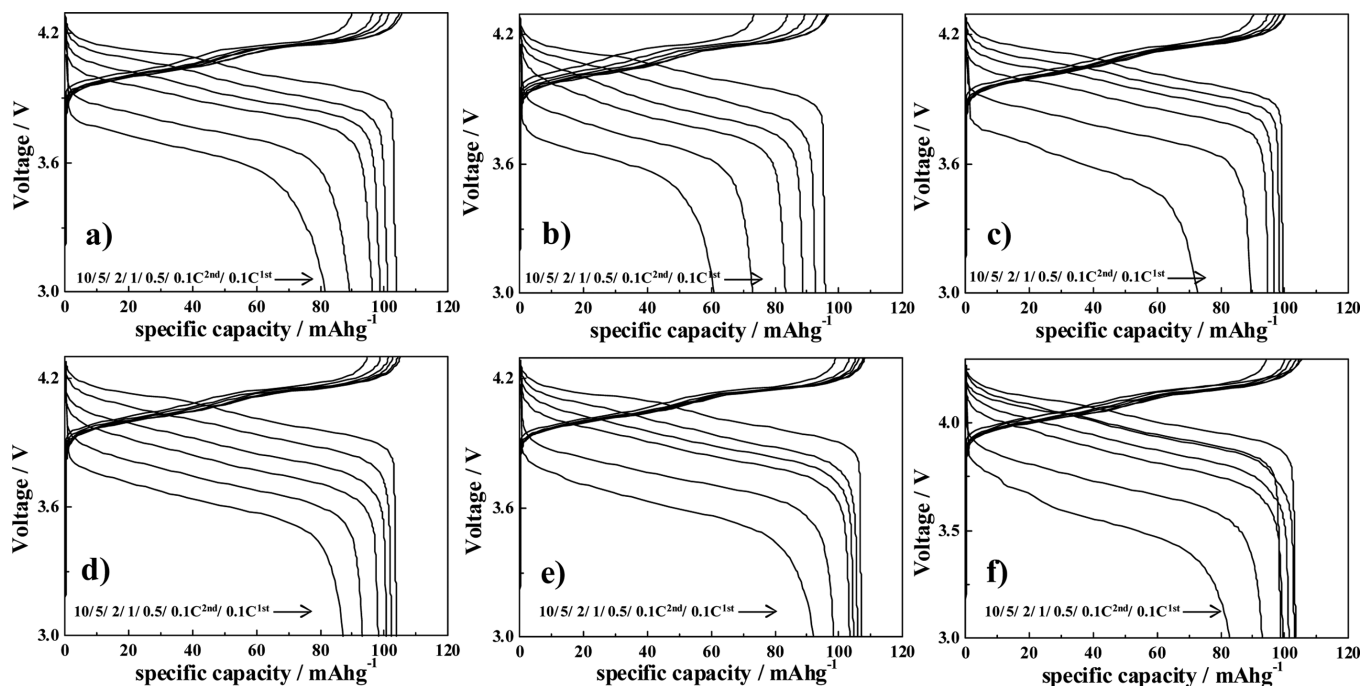 4.2
3.6
3.0
Voltage / V
a)
10/ 5/ 2/ 1/ 0.5/ 0.1C2nd/ 0.1C1st
0 20 40 60 80 100 120
specific capacity / mAhg-1
4.2
3.6
3.0
Voltage / V
b)
10/ 5/ 2/ 1/ 0.5/ 0.1C2nd/ 0.1C1st
0 20 40 60 80 100 120
specific capacity / mAhg-1
4.2
3.6
3.0
Voltage / V
c)
10/ 5/ 2/ 1/ 0.5/ 0.1C2nd/ 0.1C1st
0 20 40 60 80 100 120
specific capacity / mAhg-1
4.2
3.6
3.0
Voltage / V
d)
10/ 5/ 2/ 1/ 0.5/ 0.1C2nd/ 0.1C1st
0 20 40 60 80 100 120
specific capacity / mAhg-1
4.2
3.6
3.0
Voltage / V
e)
10/ 5/ 2/ 1/ 0.5/ 0.1C2nd/ 0.1C1st
0 20 40 60 80 100 120
specific capacity / mAhg-1
4.0
3.5
3.0
Voltage / V
f)
10/ 5/ 2/ 1/ 0.5/ 0.1C2nd/ 0.1C1st
0 20 40 60 80 100 120
specific capacity / mAhg-1